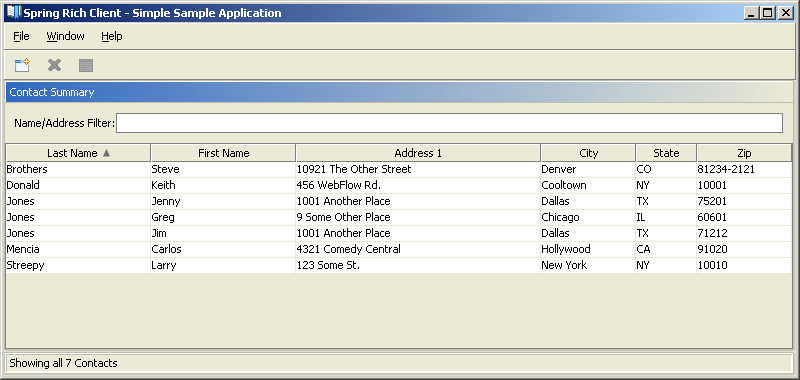 Spring Rich Client - Simple Sample Application
File Window Help
Contact Summary
Name/Address Filter:
Last Name First Name Address 1 City State Zip
Brothers Steve 10921 The Other Street Denver CO 81234-2121
Donald Keith 456 WebFlow Rd. Cooltown NY 10001
Jones Jenny 1001 Another Place Dallas TX 75201
Jones Greg 9 Some Other Place Chicago IL 60601
Jones Jim 1001 Another Place Dallas TX 71212
Mencia Carlos 4321 Comedy Central Hollywood CA 91020
Streepy Larry 123 Some St. New York NY 10010
Showing all 7 Contacts